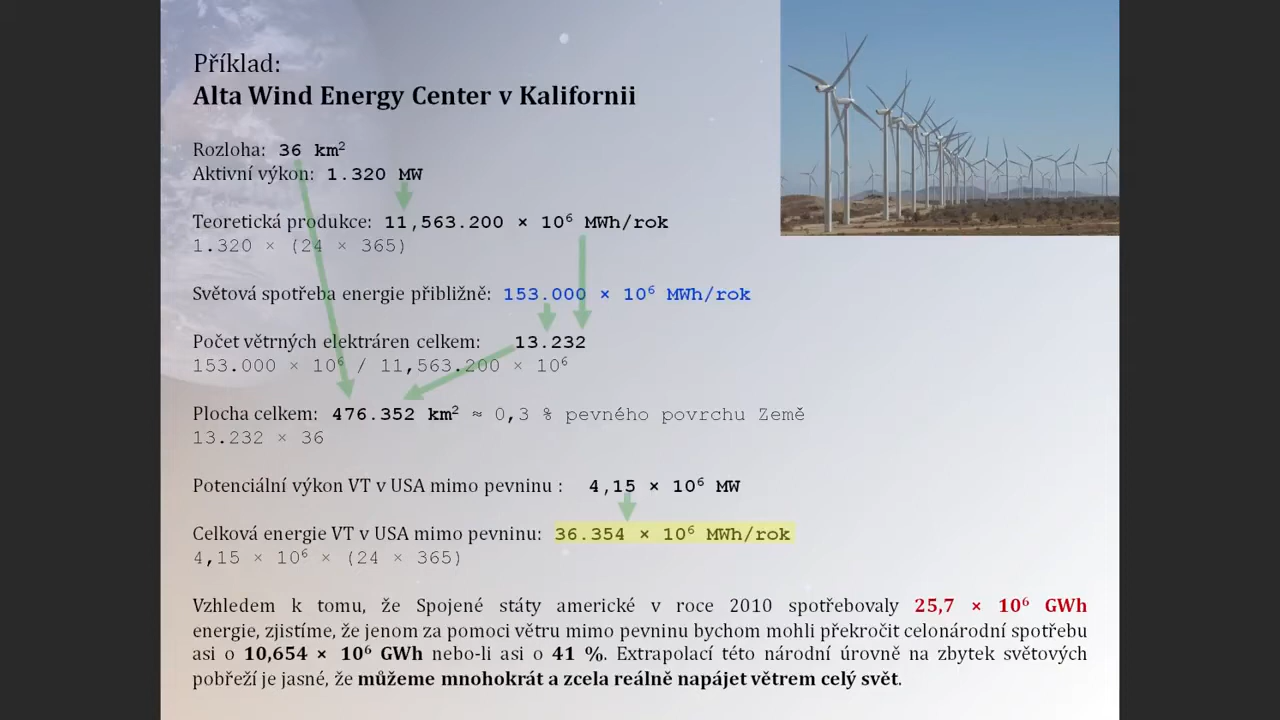 Příklad:
Alta Wind Energy Center v Kalifornii
Rozloha: 36 km²
Aktivní výkon: 1.320 MW
Teoretická produkce: 11,563.200 × 10⁶ MWh/rok
1.320 × (24 × 365)
Světová spotřeba energie přibližně: 153.000 × 10⁶ MWh/rok
Počet větrných elektráren celkem: 13.232
153.000 × 10⁶ / 11,563.200 × 10⁶
Plocha celkem: 476.352 km² ≈ 0,3 % pevného povrchu Země
13.232 × 36
Potenciální výkon VT v USA mimo pevninu : 4,15 × 10⁶ MW
Celková energie VT v USA mimo pevninu: 36.354 × 10⁶ MWh/rok
4,15 × 10⁶ × (24 × 365)
Vzhledem k tomu, že Spojené státy americké v roce 2010 spotřebovaly 25,7 × 10⁶ GWh
energie, zjistíme, že jenom za pomoci větru mimo pevninu bychom mohli překročit celonárodní spotřebu
asi o 10,654 × 10⁶ GWh nebo-li asi o 41 %. Extrapolací této národní úrovně na zbytek světových
pobřeží je jasné, že můžeme mnohokrát a zcela reálně napájet větrem celý svět.